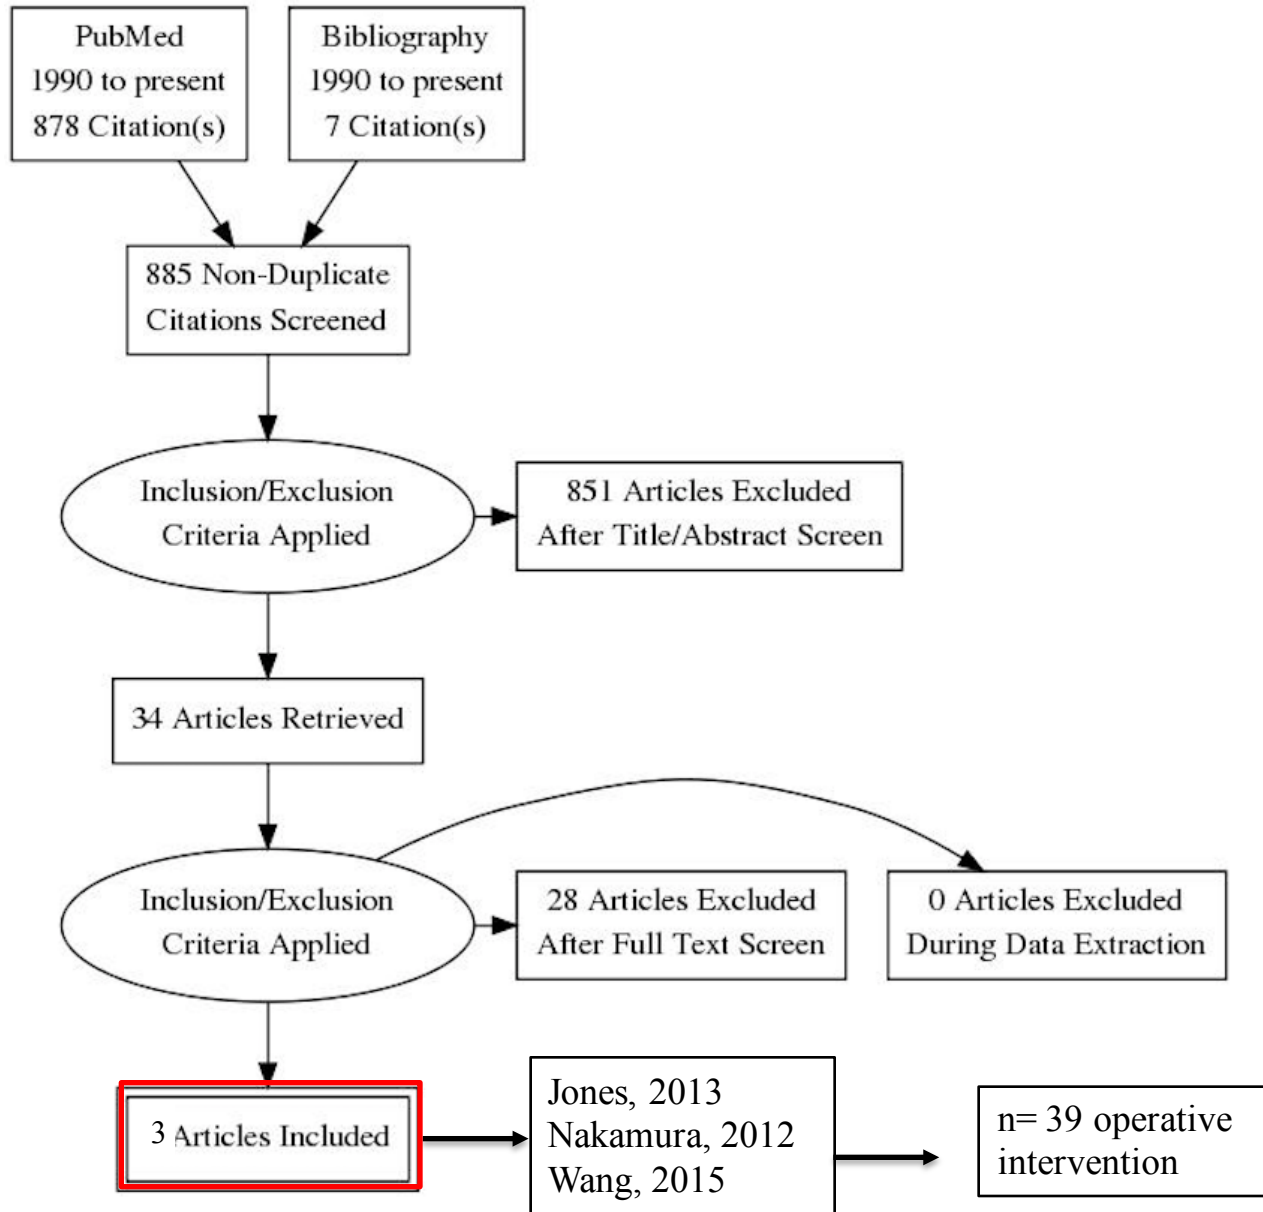 PubMed
1990 to present
878 Citation(s)
Bibliography
1990 to present
7 Citation(s)
885 Non-Duplicate
Citations Screened
Inclusion/Exclusion
Criteria Applied
851 Articles Excluded
After Title/Abstract Screen
34 Articles Retrieved
Inclusion/Exclusion
Criteria Applied
28 Articles Excluded
After Full Text Screen
0 Articles Excluded
During Data Extraction
3 Articles Included
Jones, 2013
Nakamura, 2012
Wang, 2015
n= 39 operative
intervention